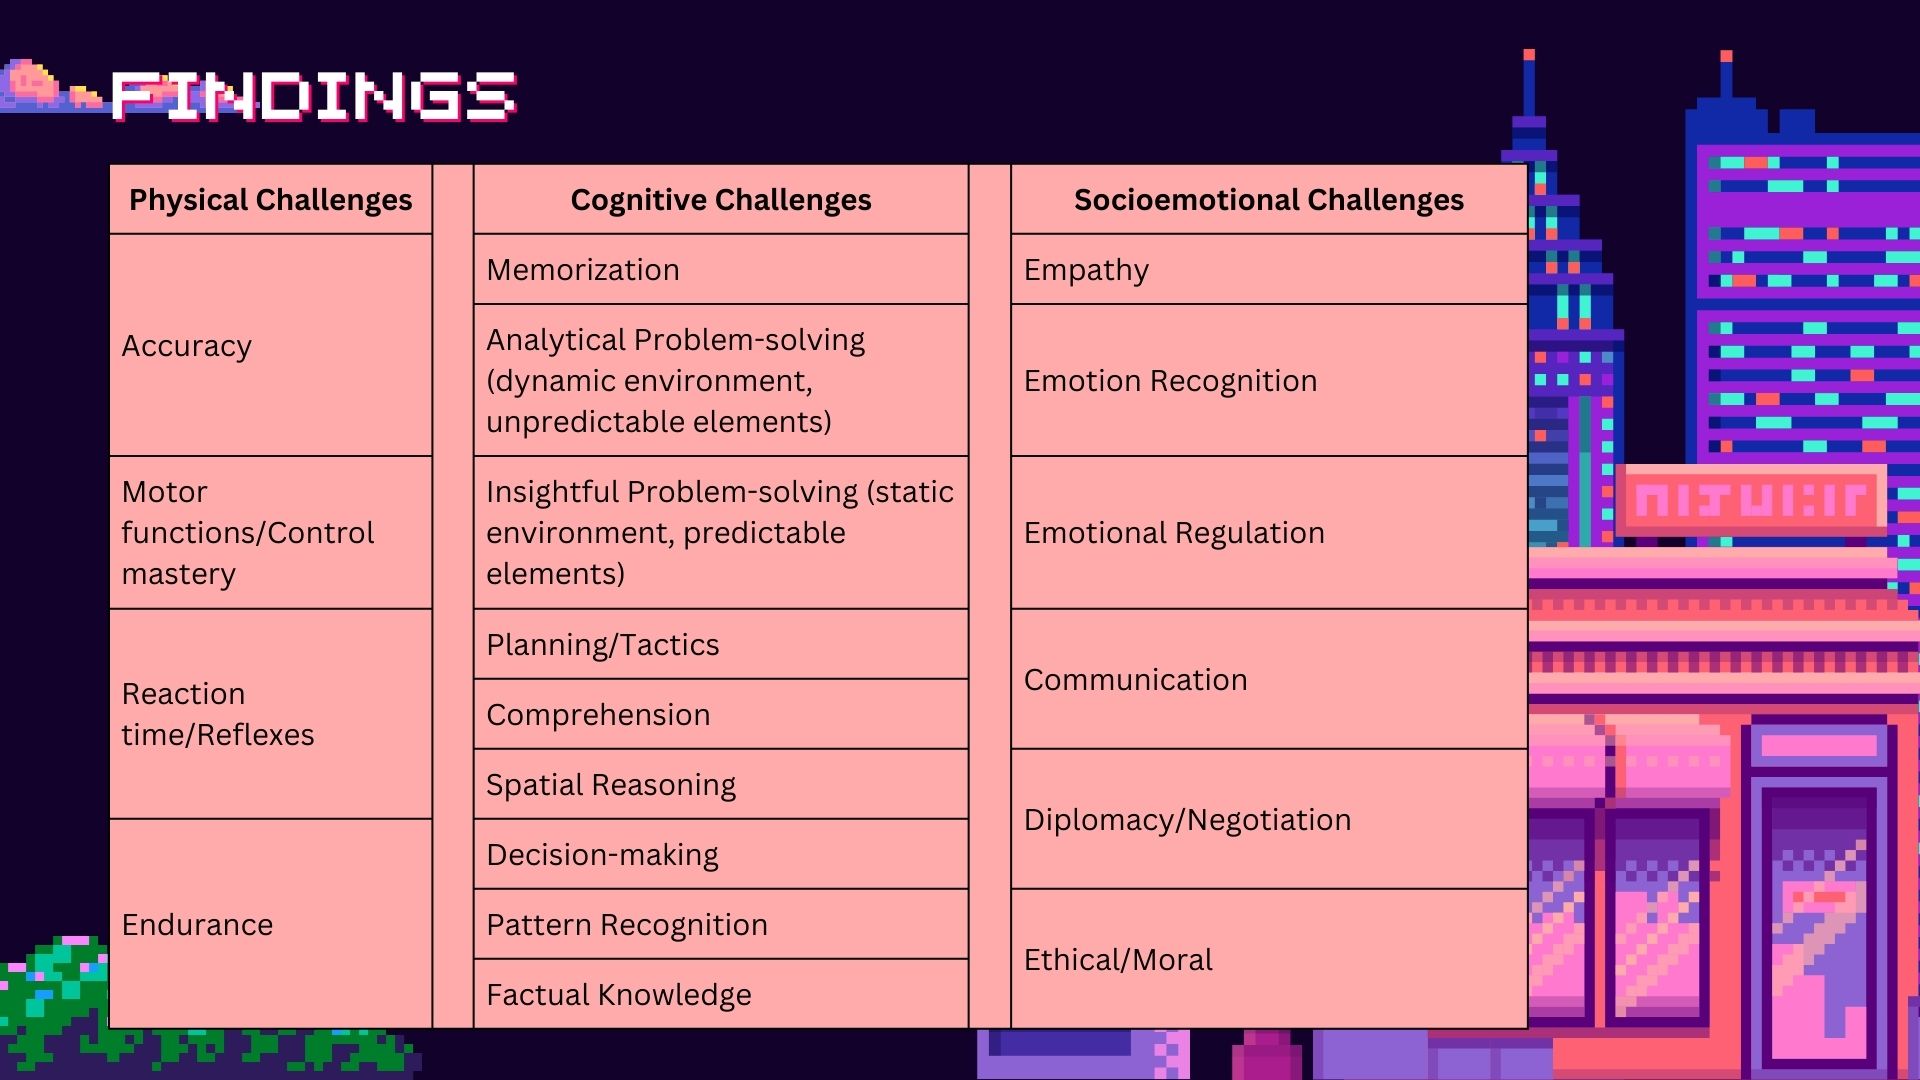 FINDINGS
Physical Challenges
Cognitive Challenges
Socioemotional Challenges
Accuracy
Memorization
Empathy
Analytical Problem-solving
(dynamic environment,
unpredictable elements)
Emotion Recognition
Motor
functions/Control
mastery
Insightful Problem-solving (static
environment, predictable
elements)
Emotional Regulation
Reaction
time/Reflexes
Planning/Tactics
Comprehension
Spatial Reasoning
Communication
Endurance
Decision-making
Pattern Recognition
Factual Knowledge
Diplomacy/Negotiation
Ethical/Moral